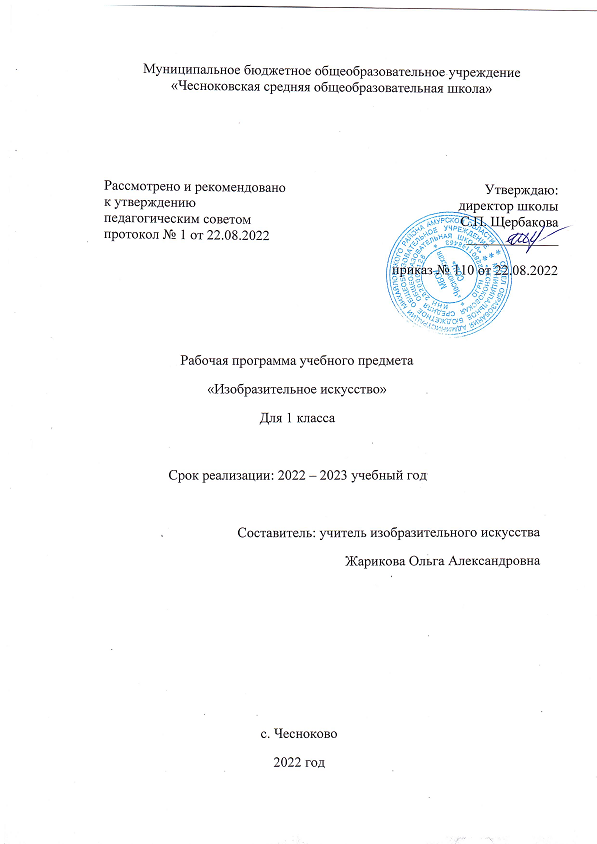 Муниципальное бюджетное общеобразовательное учреждение
«Чесноковская средняя общеобразовательная школа»
Рассмотрено и рекомендовано
к утверждению
педагогическим советом
протокол № 1 от 22.08.2022
Утверждаю:
директор школы
С.П. Щербакова
приказ № 110 от 22.08.2022
Рабочая программа учебного предмета
«Изобразительное искусство»
Для 1 класса
Срок реализации: 2022 – 2023 учебный год
Составитель: учитель изобразительного искусства
Жарикова Ольга Александровна
с. Чесноково
2022 год